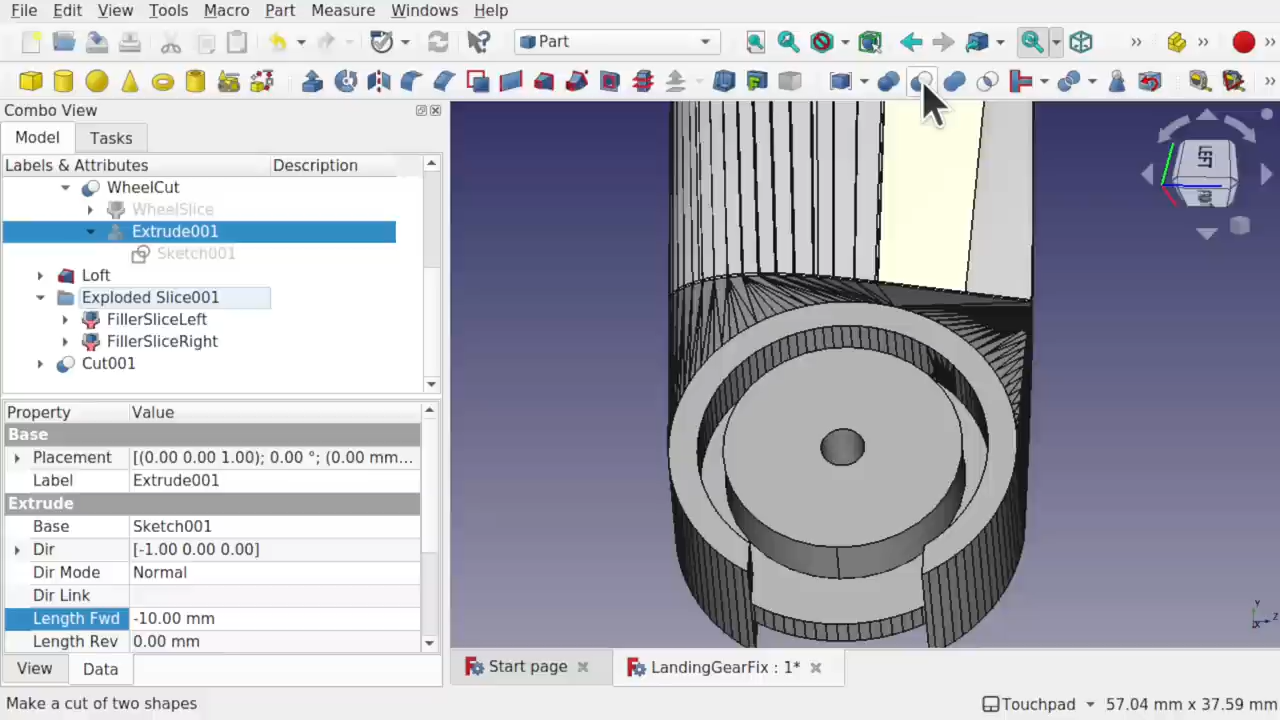 File Edit View Tools Macro Part Measure Windows Help
Part
Combo View
Model Tasks
Labels & Attributes Description
WheelCut
WheelSlice
Extrude001
Sketch001
Loft
Exploded Slice001
FillerSliceLeft
FillerSliceRight
Cut001
Property Value
Base
Placement [(0.00 0.00 1.00); 0.00 °; (0.00 mm...
Label Extrude001
Extrude
Base Sketch001
Dir [-1.00 0.00 0.00]
Dir Mode Normal
Dir Link
Length Fwd -10.00 mm
Length Rev 0.00 mm
View Data
LEFT
Y
X Z
Start page
LandingGearFix : 1*
Make a cut of two shapes
Touchpad 57.04 mm x 37.59 mm